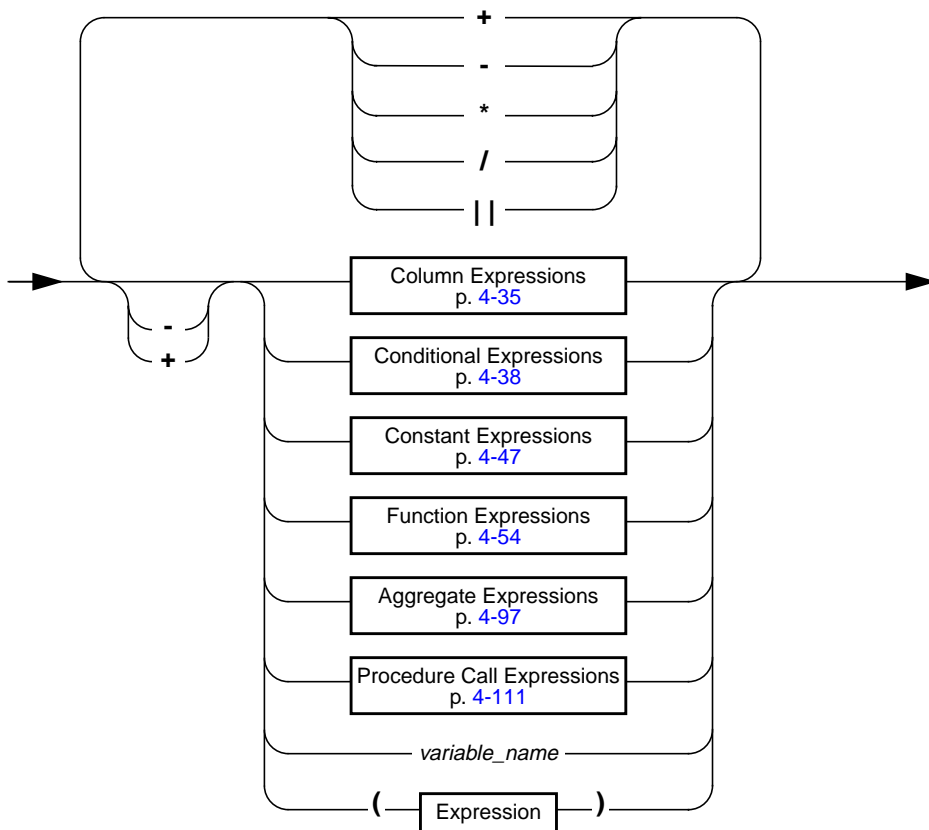 +
-
*
/
||
Column Expressions
p. 4-35
-
+
Conditional Expressions
p. 4-38
Constant Expressions
p. 4-47
Function Expressions
p. 4-54
Aggregate Expressions
p. 4-97
Procedure Call Expressions
p. 4-111
variable_name
( Expression )